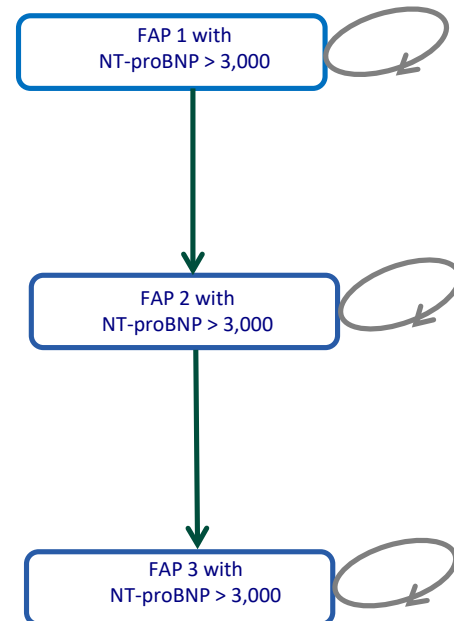 FAP 1 with
NT-proBNP > 3,000
FAP 2 with
NT-proBNP > 3,000
FAP 3 with
NT-proBNP > 3,000